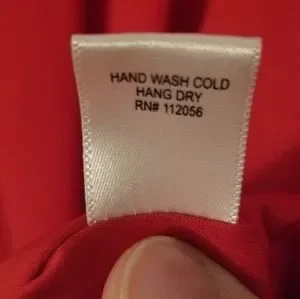 HAND WASH COLD
HANG DRY
RN# 112056